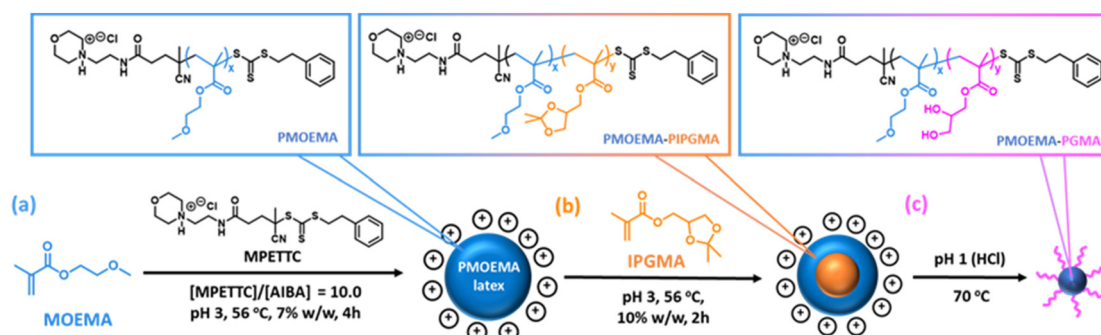 PMOEMA
PMOEMA-PIPGMA
PMOEMA-PGMA
(a)
MOEMA
MPETTC
[MPETTC]/[AIBA] = 10.0
pH 3, 56 °C, 7% w/w, 4h
PMOEMA
latex
(b)
IPGMA
pH 3, 56 °C,
10% w/w, 2h
(c)
pH 1 (HCl)
70 °C